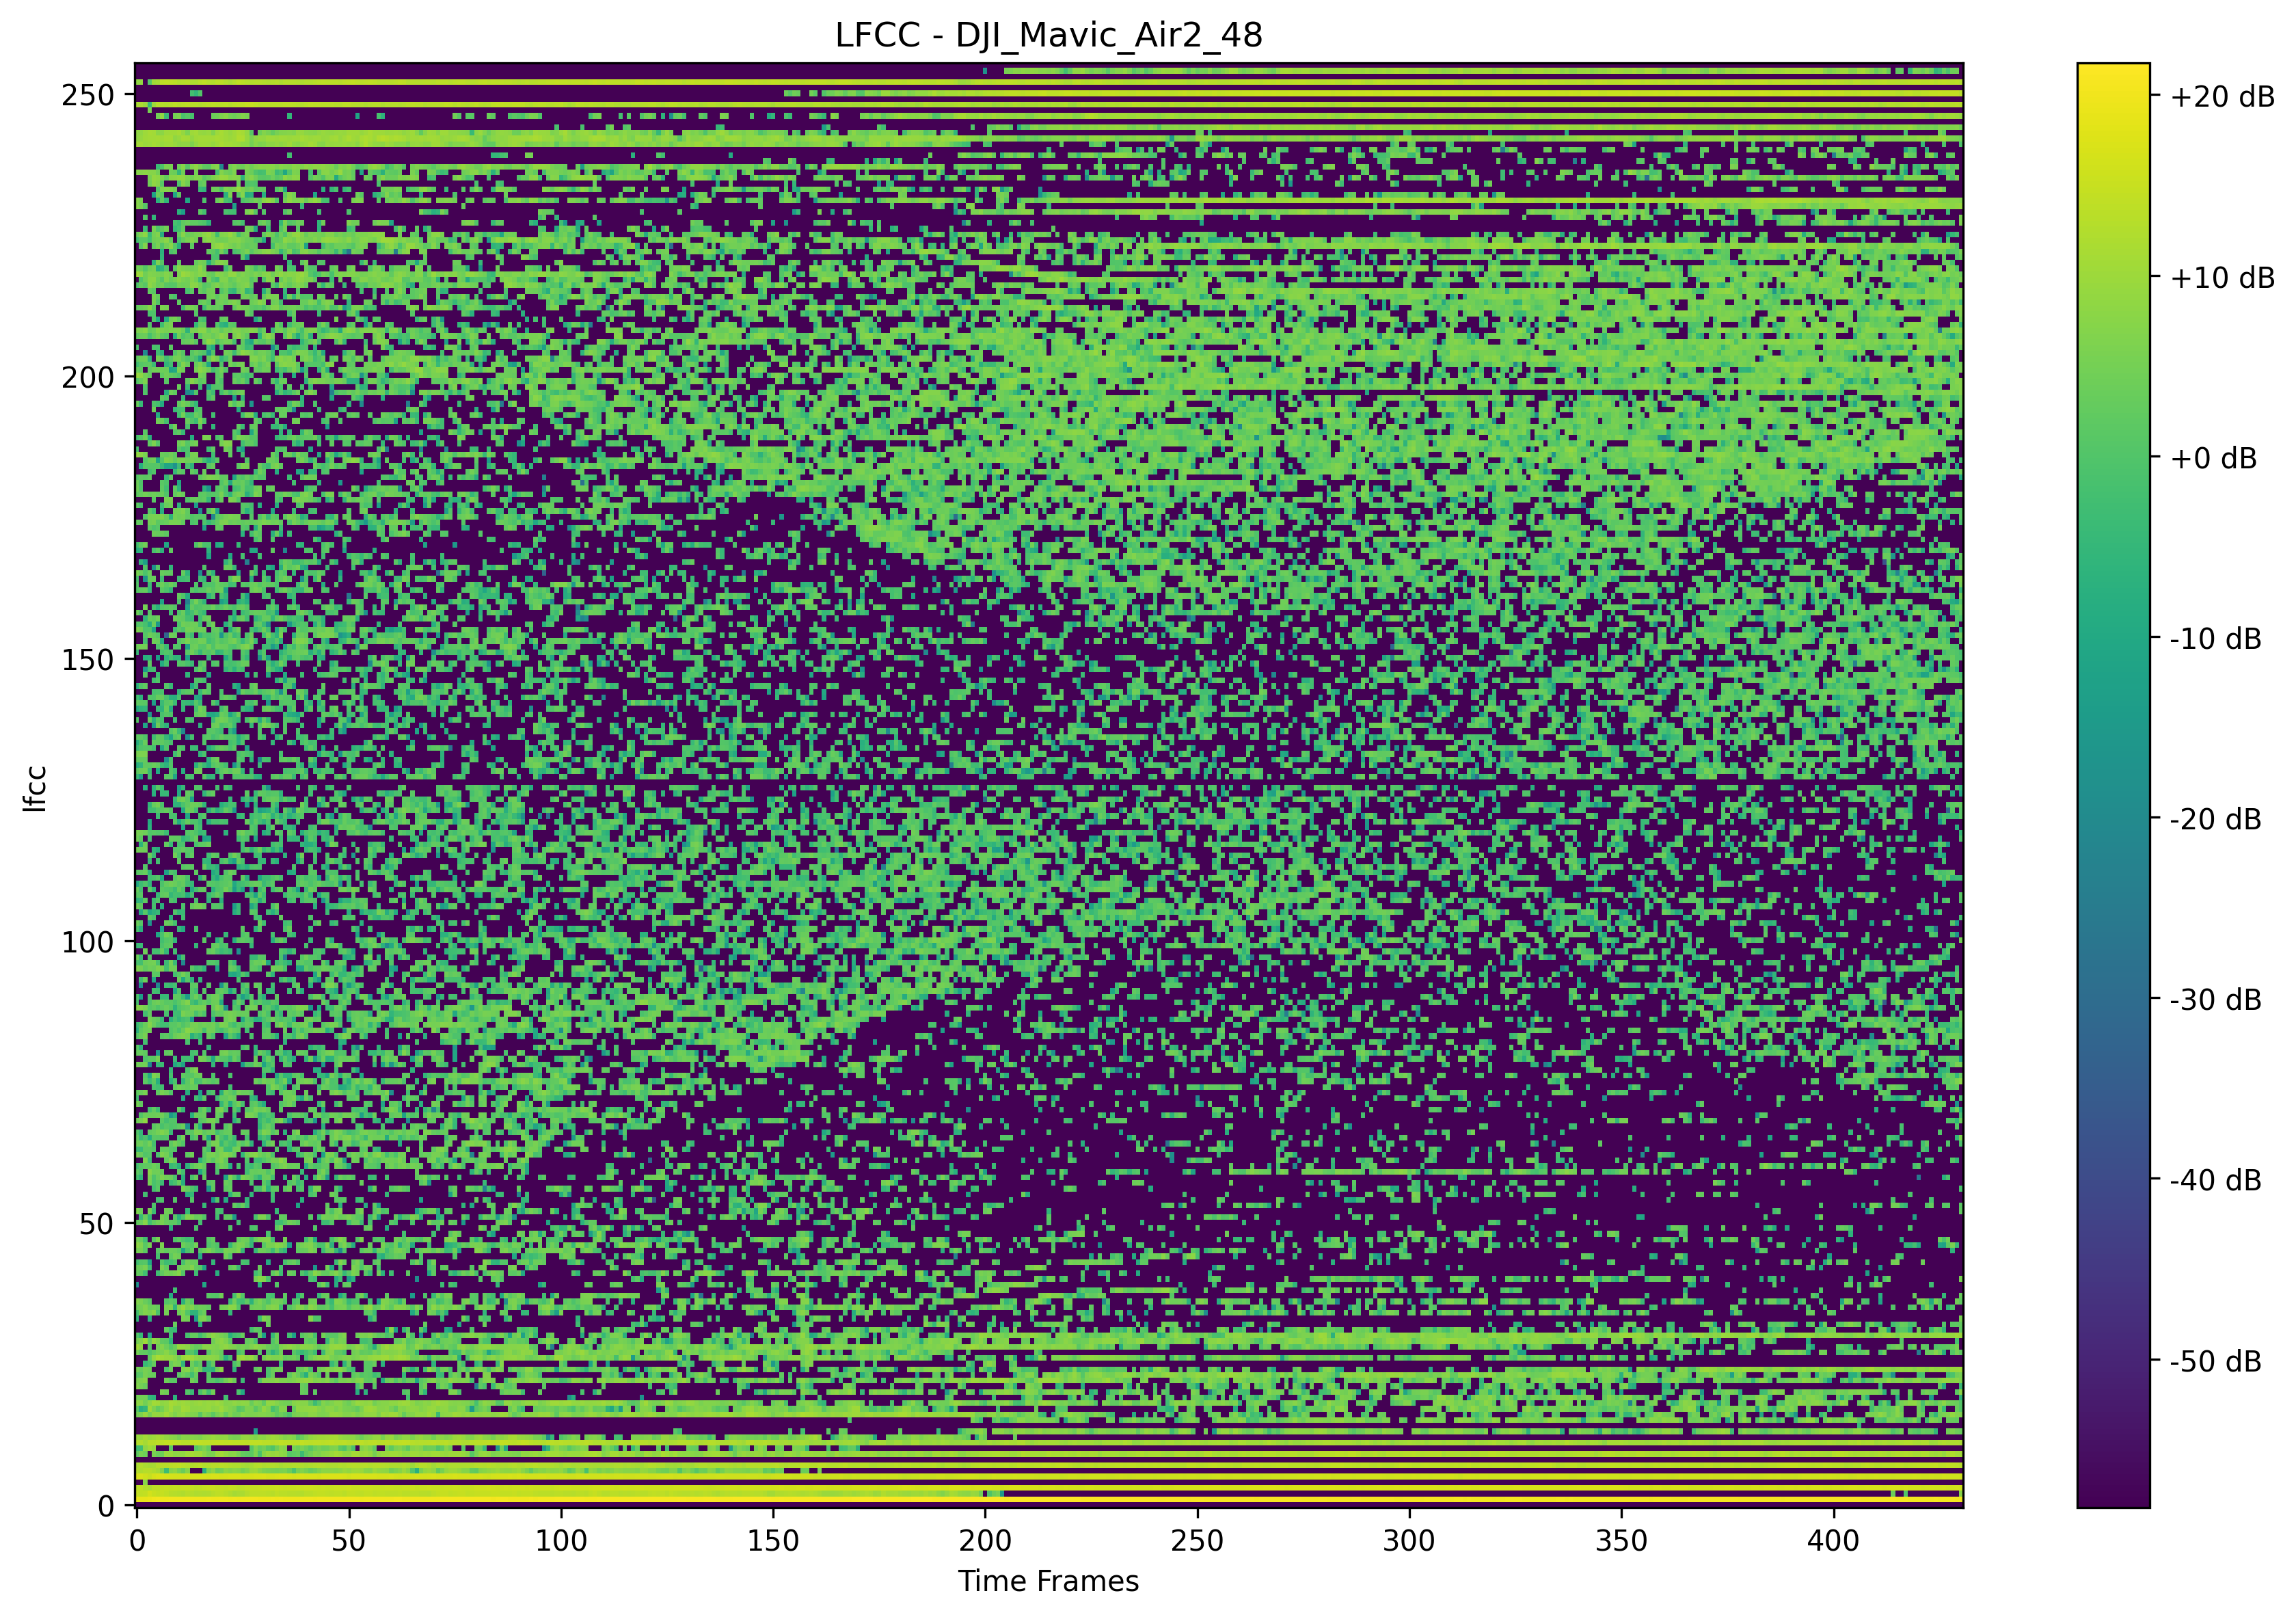 LFCC - DJI_Mavic_Air2_48
250
200
150
100
50
0
lfcc
0 50 100 150 200 250 300 350 400
Time Frames
+20 dB
+10 dB
+0 dB
-10 dB
-20 dB
-30 dB
-40 dB
-50 dB